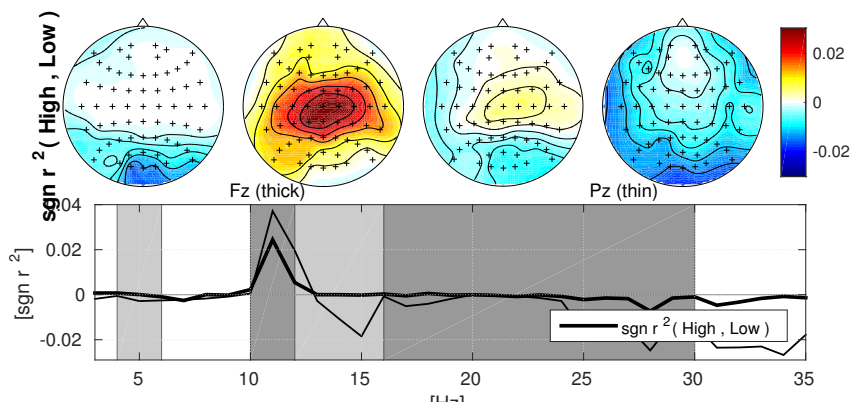 sgn r 2 ( High , Low )
0.02
0
-0.02
Fz (thick)
Pz (thin)
0.04
0.02
0
-0.02
[sgn r 2]
sgn r 2( High , Low )
5
10
15
20
25
30
35
[Hz]